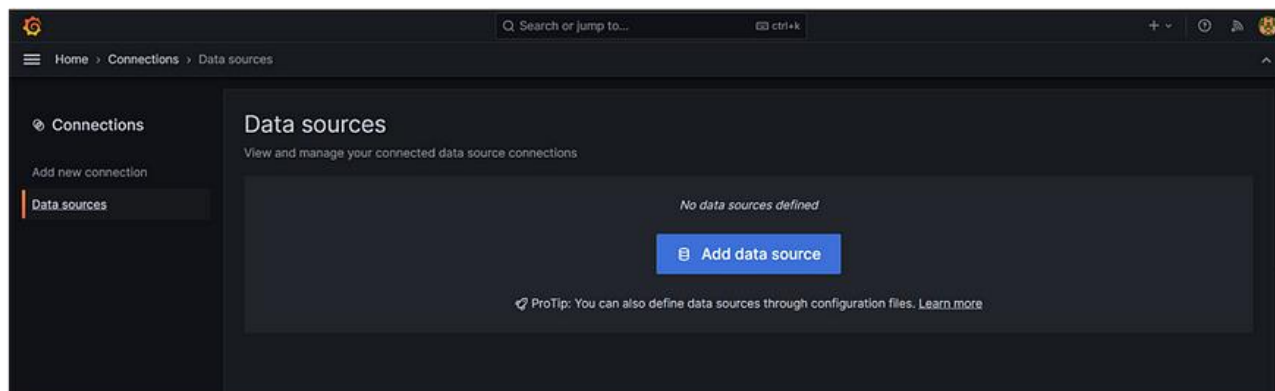 Search or jump to... ctrl+k
Home > Connections > Data sources
Connections
Add new connection
Data sources
Data sources
View and manage your connected data source connections
No data sources defined
Add data source
ProTip: You can also define data sources through configuration files. Learn more